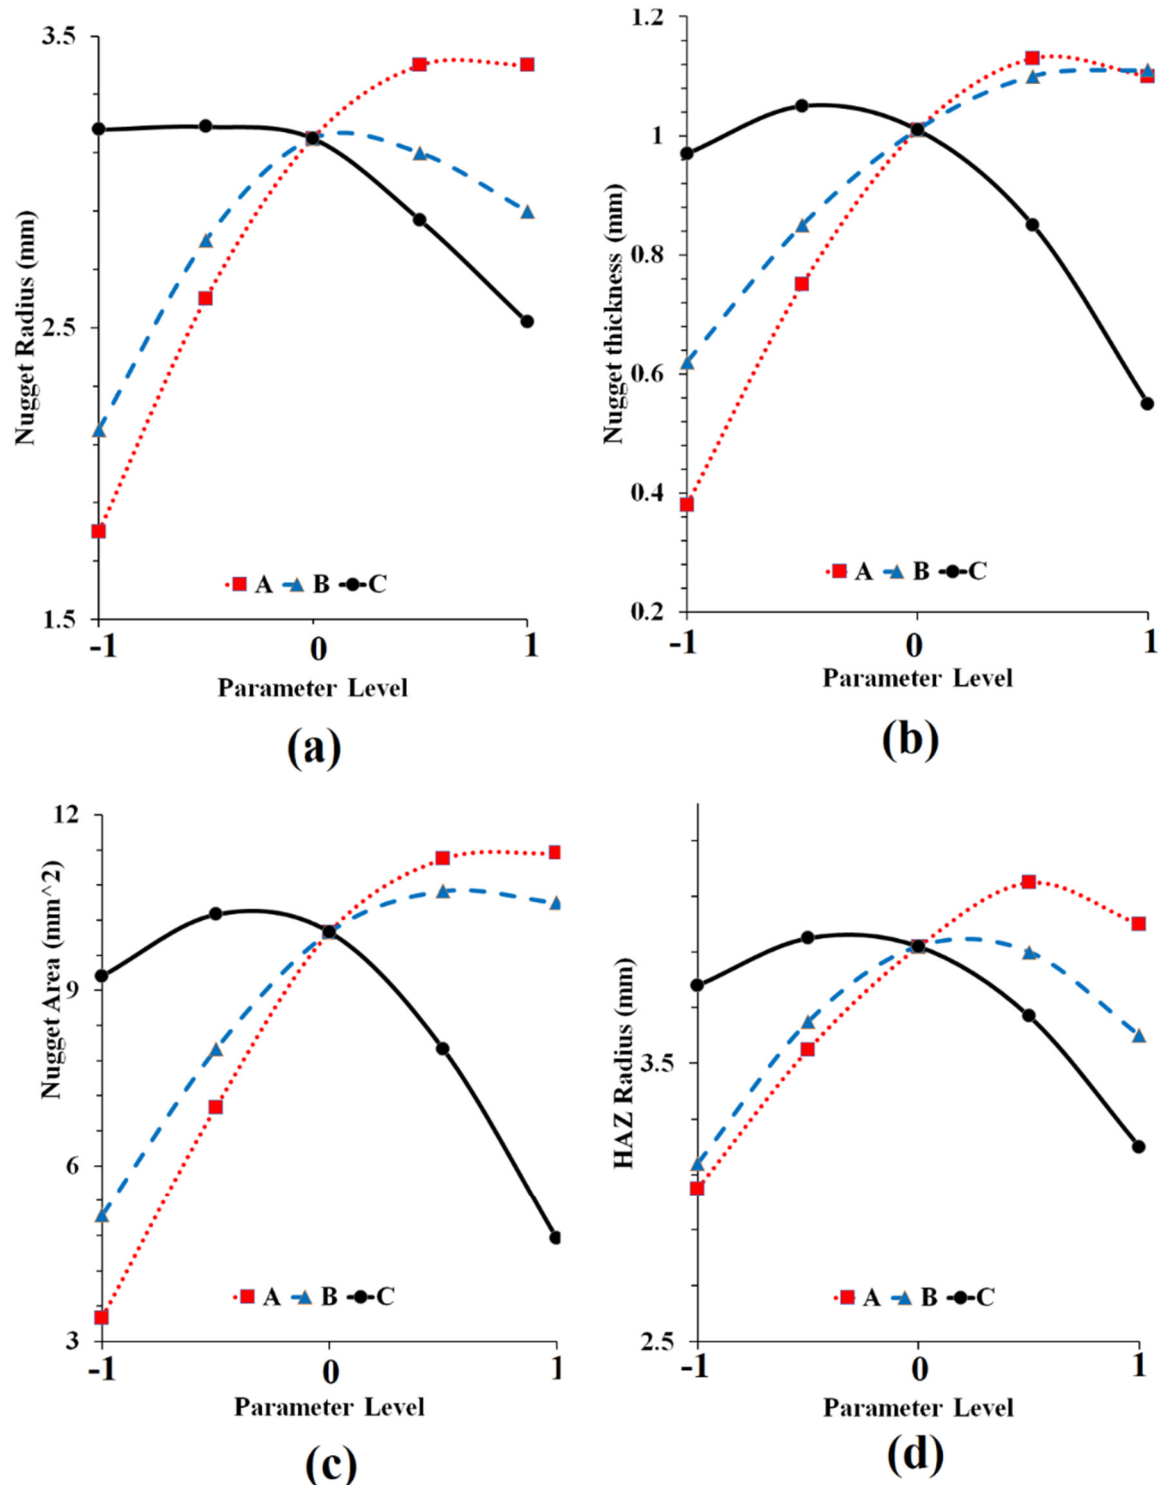 3.5
2.5
1.5
Nugget Radius (mm)
A B C
-1 0 1
Parameter Level
(a)
1.2
1
0.8
0.6
0.4
0.2
Nugget thickness (mm)
A B C
-1 0 1
Parameter Level
(b)
12
9
6
3
Nugget Area (mm^2)
A B C
-1 0 1
Parameter Level
(c)
3.5
2.5
HAZ Radius (mm)
A B C
-1 0 1
Parameter Level
(d)